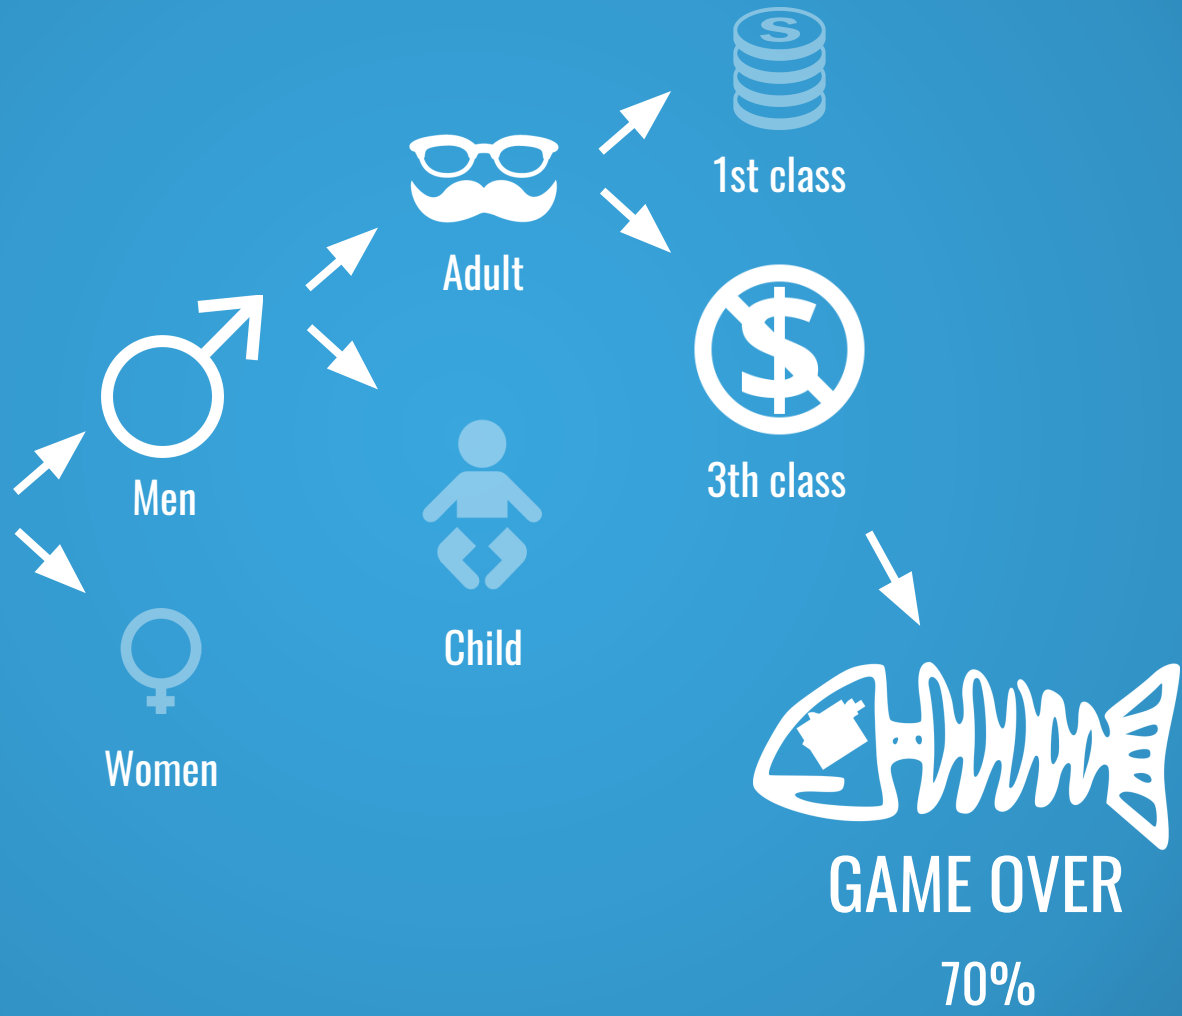 S
1st class
Adult
$
3th class
Men
Child
Women
GAME OVER
70%